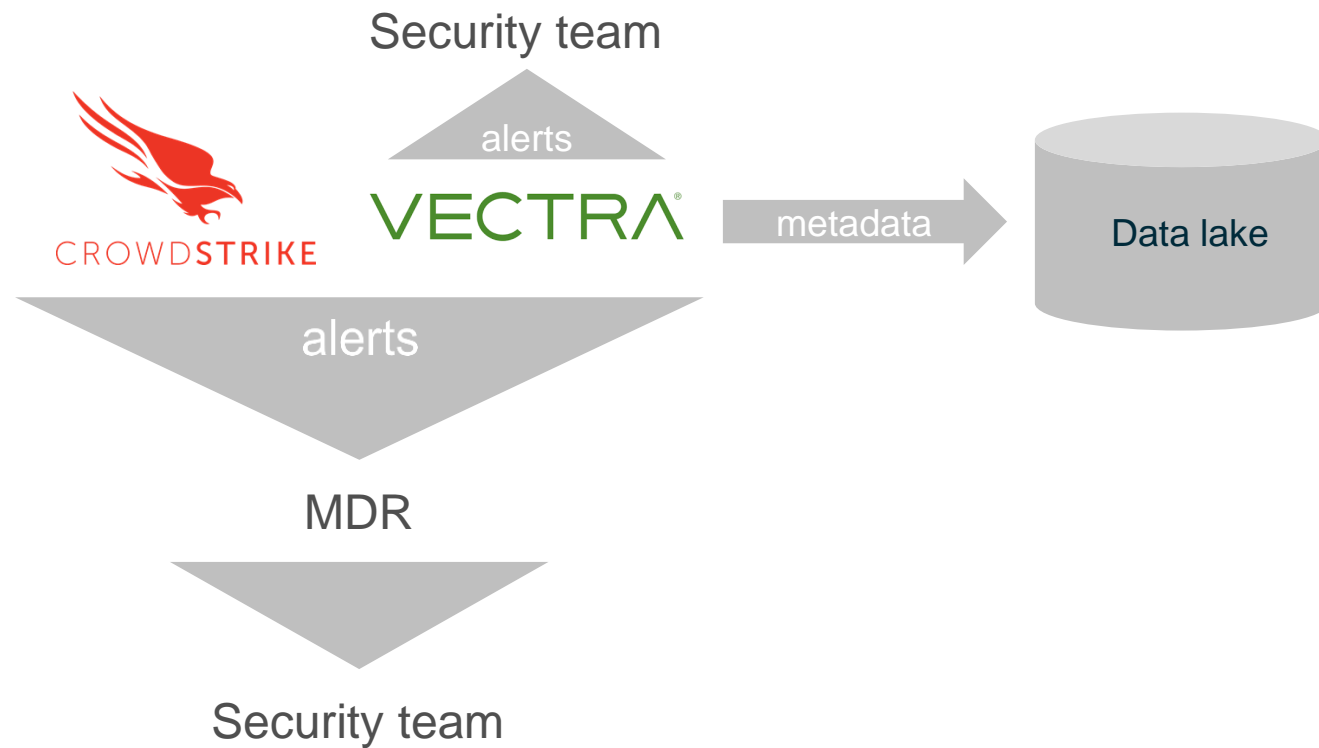 Security team
alerts
CROWDSTRIKE
VECTRA®
metadata
Data lake
alerts
MDR
Security team